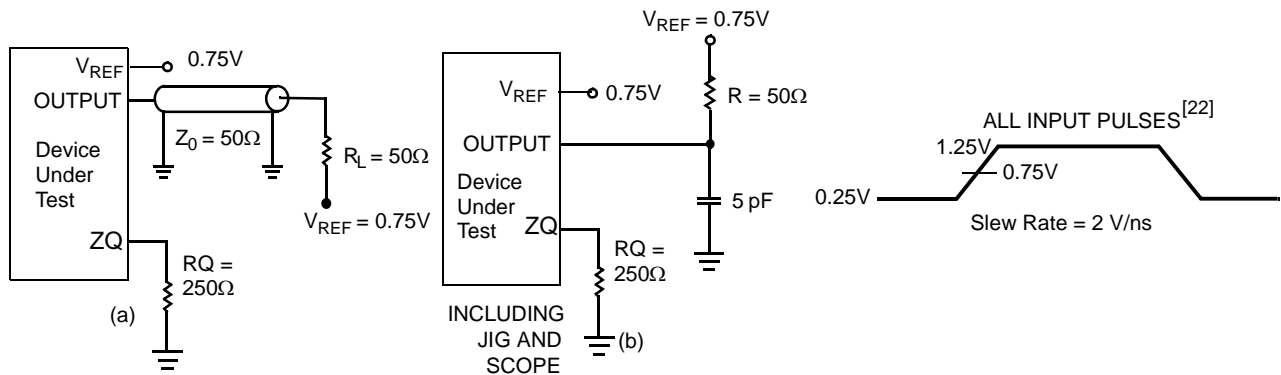 V_REF
0.75V
OUTPUT
Z_0 = 50Ω
Device
Under
Test
R_L = 50Ω
V_REF = 0.75V
ZQ
RQ =
250Ω
(a)
V_REF = 0.75V
R = 50Ω
V_REF
0.75V
OUTPUT
Device
Under
Test
5 pF
ZQ
RQ =
250Ω
INCLUDING
JIG AND
SCOPE
(b)
ALL INPUT PULSES[22]
1.25V
0.75V
0.25V
Slew Rate = 2 V/ns